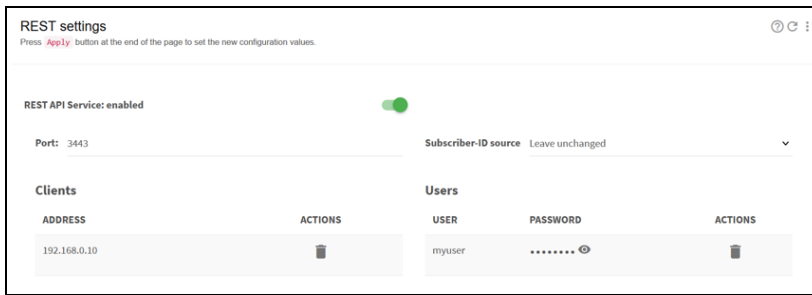 REST settings
Press Apply button at the end of the page to set the new configuration values.
REST API Service: enabled
Port: 3443
Subscriber-ID source Leave unchanged
Clients
Users
ADDRESS ACTIONS
USER PASSWORD ACTIONS
192.168.0.10
myuser ••••••••